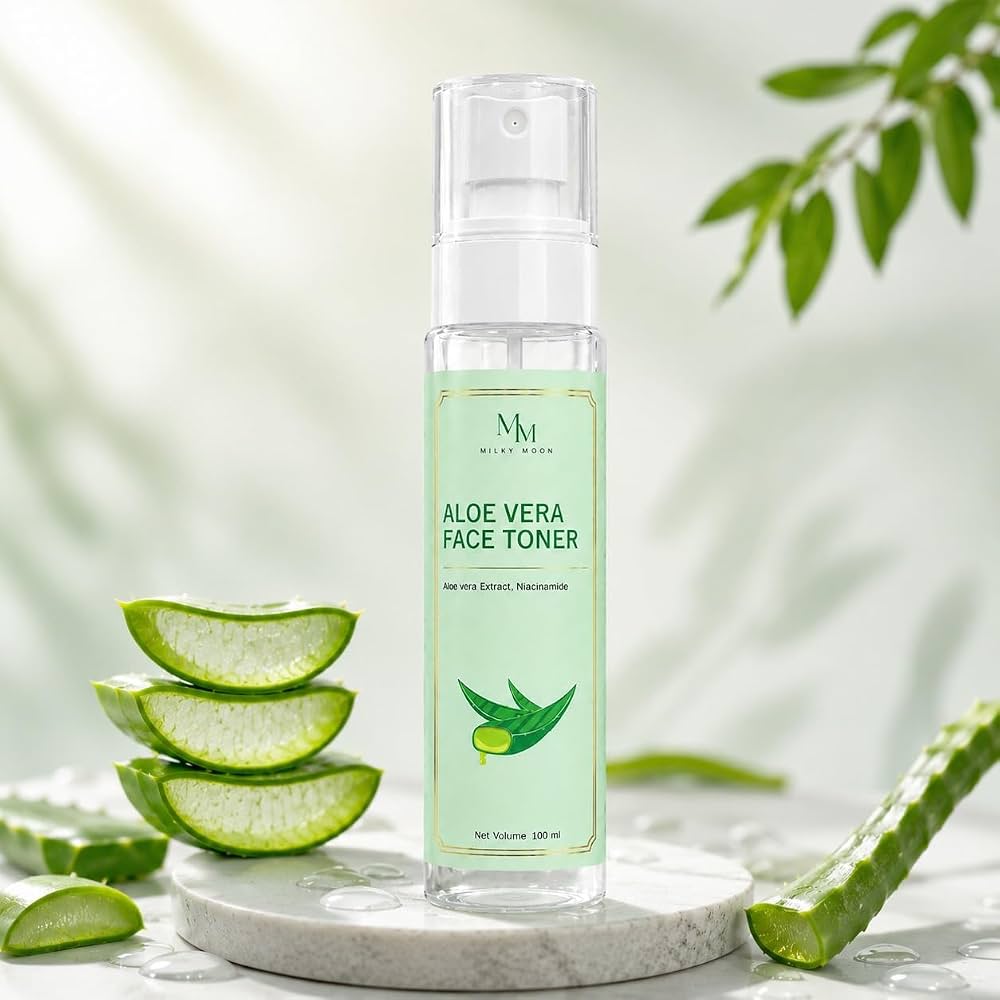 MM
MILKY MOON
ALOE VERA
FACE TONER
Aloe vera Extract, Niacinamide
Net Volume 100 ml